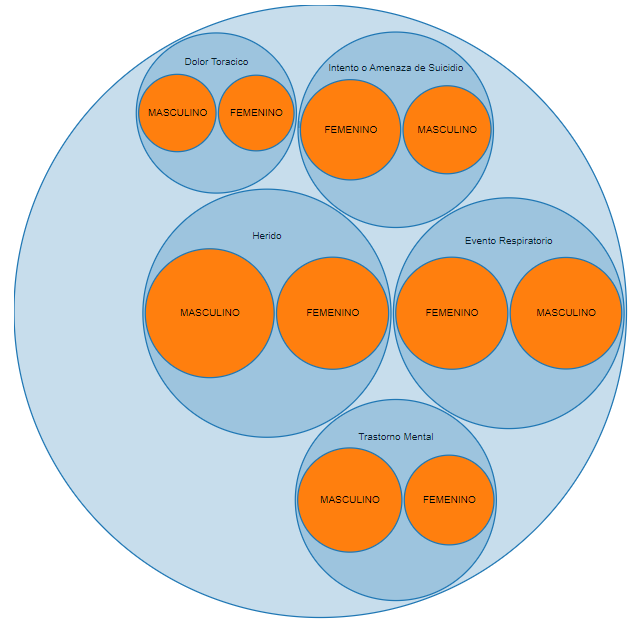 Dolor Toracico
MASCULINO
FEMENINO
Intento o Amenaza de Suicidio
FEMENINO
MASCULINO
Herido
MASCULINO
FEMENINO
Evento Respiratorio
FEMENINO
MASCULINO
Trastorno Mental
MASCULINO
FEMENINO